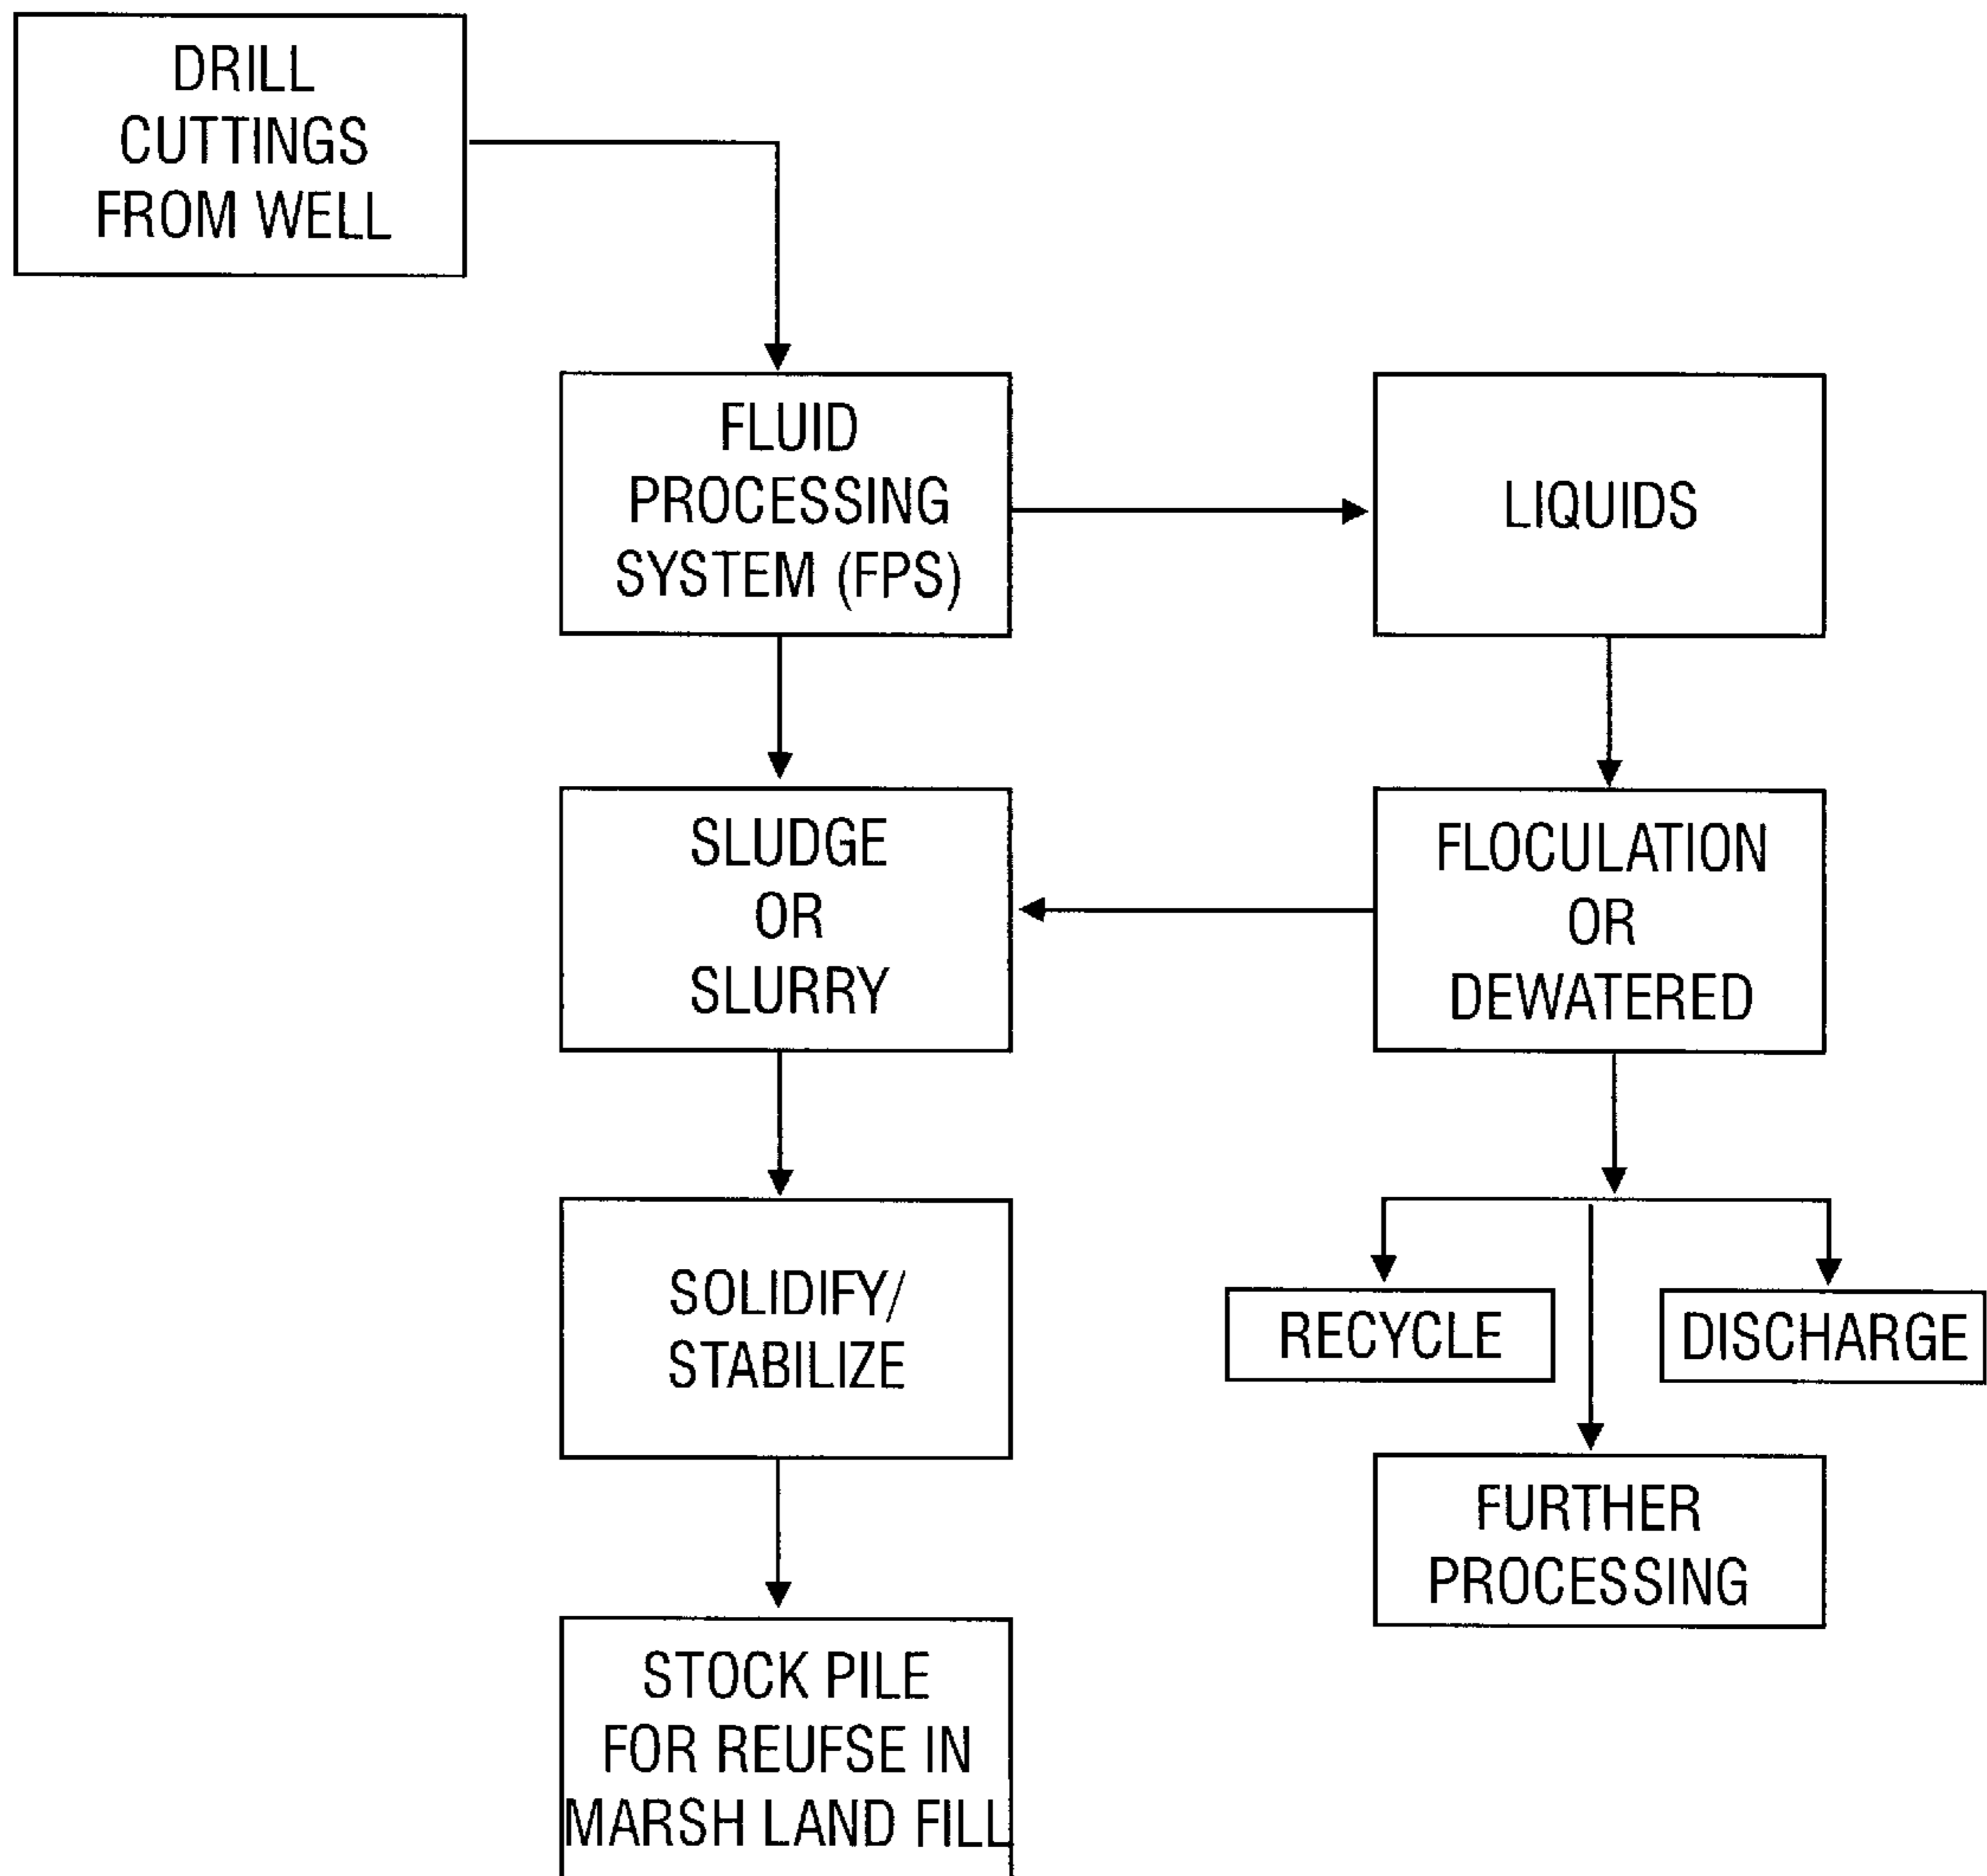 DRILL
CUTTINGS
FROM WELL
FLUID
PROCESSING
SYSTEM (FPS)
LIQUIDS
SLUDGE
OR
SLURRY
FLOCULATION
OR
DEWATERED
SOLIDIFY/
STABILIZE
RECYCLE
DISCHARGE
FURTHER
PROCESSING
STOCK PILE
FOR REUFSE IN
MARSH LAND FILL